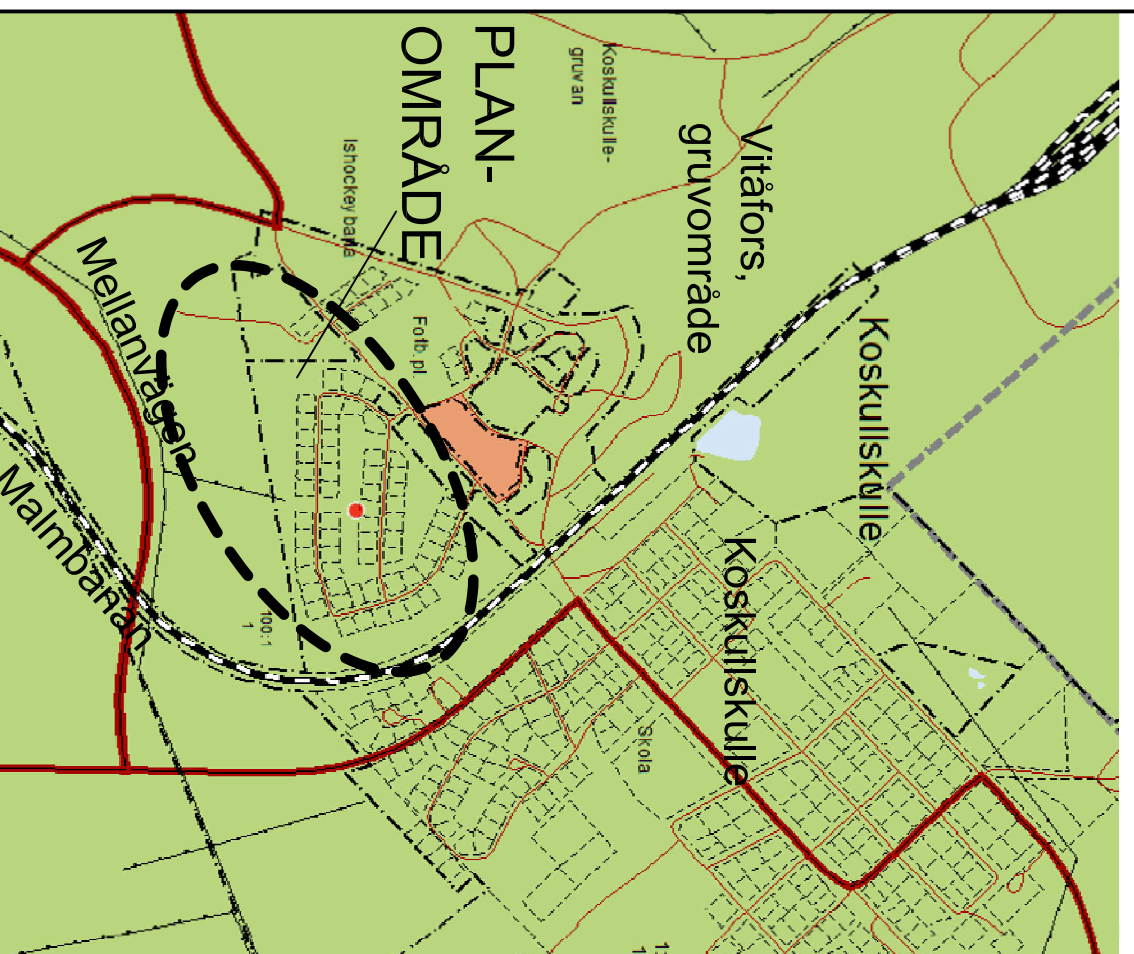 PLAN-
OMRÅDE
Koskullskulle-
gruvan
Vitåfors,
gruvområde
Ishockey bana
Fotb.pl.
Mellanvägen
Malmbanan
Koskullskulle
Koskullskulle
Skola
100:1
1